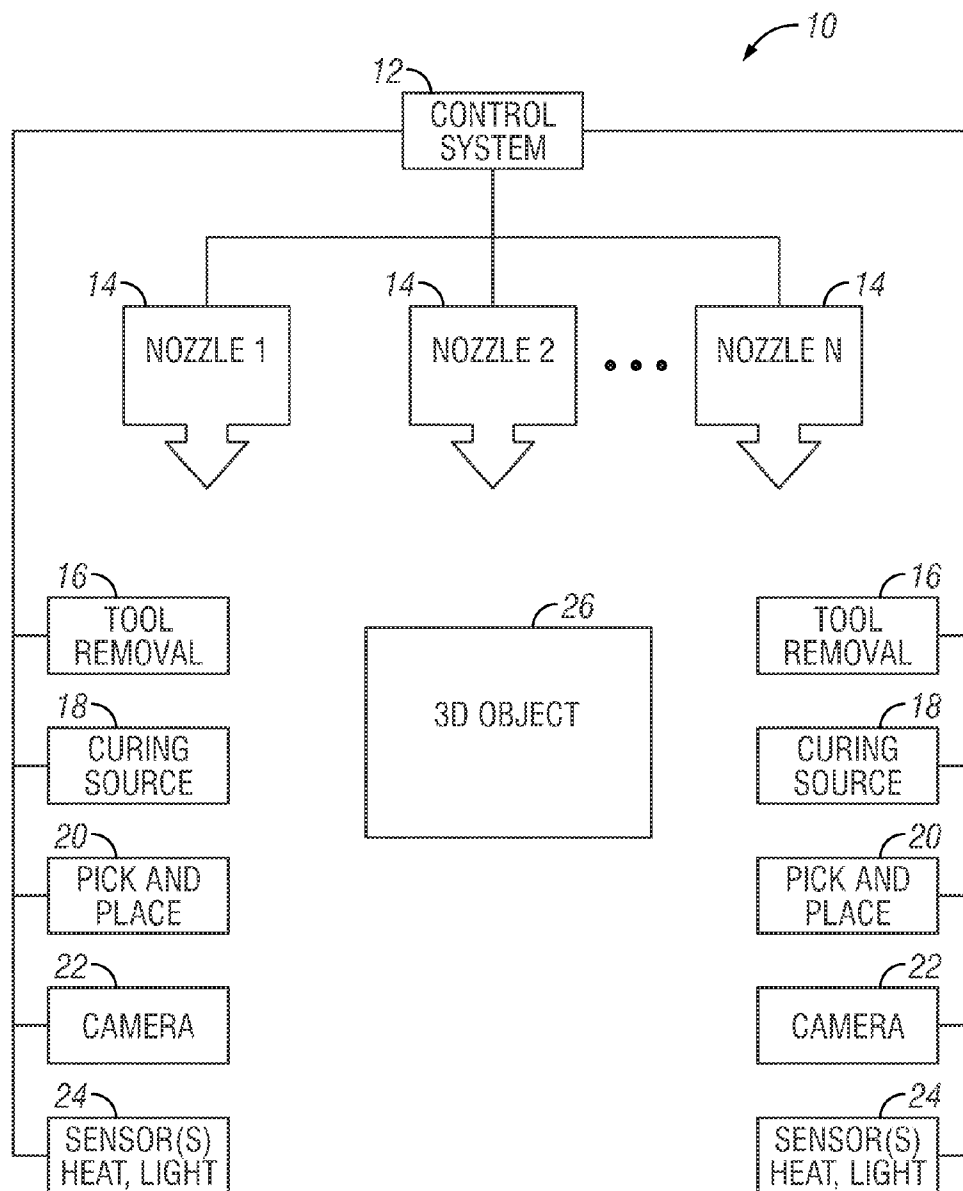 10
12
CONTROL
SYSTEM
14
14
14
NOZZLE 1
NOZZLE 2
NOZZLE N
16
TOOL
REMOVAL
26
3D OBJECT
16
TOOL
REMOVAL
18
CURING
SOURCE
18
CURING
SOURCE
20
PICK AND
PLACE
20
PICK AND
PLACE
22
CAMERA
22
CAMERA
24
SENSOR(S)
HEAT, LIGHT
24
SENSOR(S)
HEAT, LIGHT